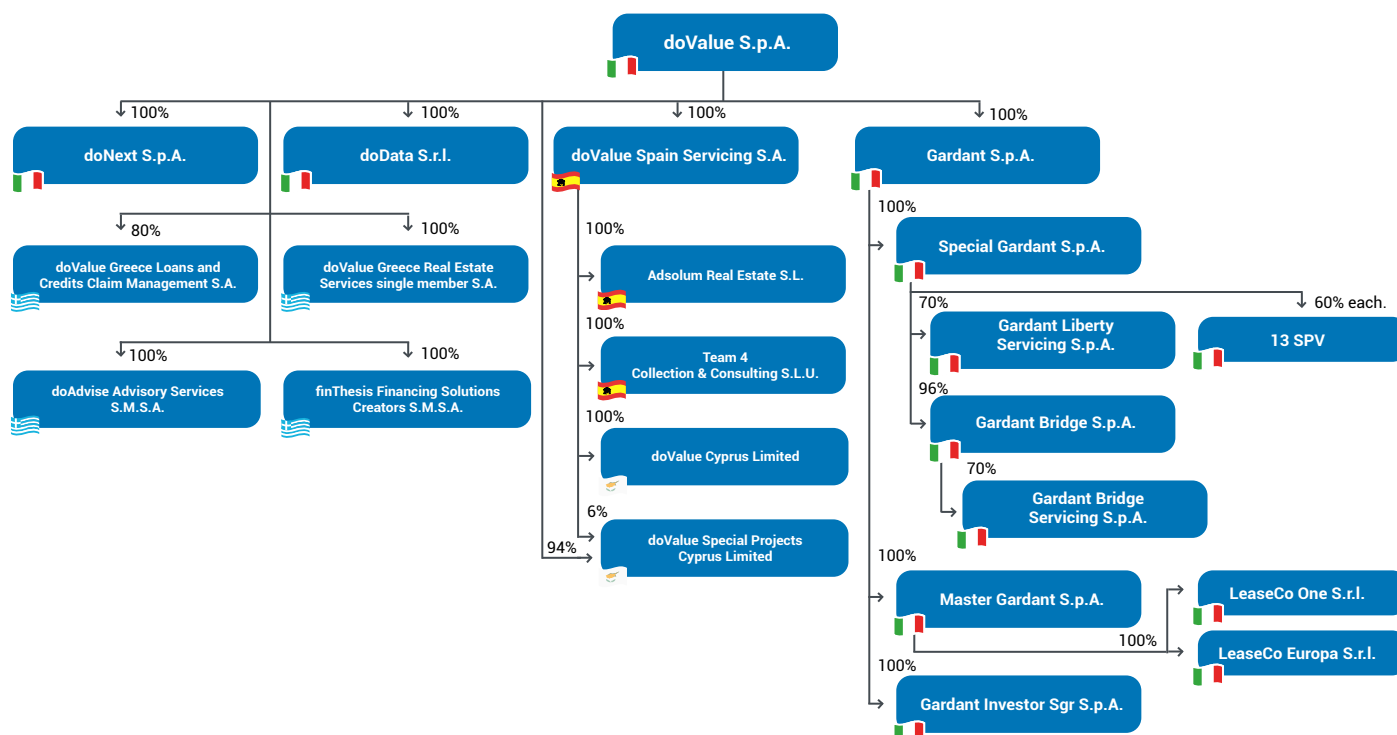 doValue S.p.A.
100%
100%
100%
100%
doNext S.p.A.
doData S.r.l.
doValue Spain Servicing S.A.
Gardant S.p.A.
80%
100%
doValue Greece Loans and
Credits Claim Management S.A.
doValue Greece Real Estate
Services single member S.A.
100%
100%
doAdvise Advisory Services
S.M.S.A.
finThesis Financing Solutions
Creators S.M.S.A.
100%
Adsolum Real Estate S.L.
100%
Team 4
Collection & Consulting S.L.U.
100%
doValue Cyprus Limited
6%
94%
doValue Special Projects
Cyprus Limited
100%
Special Gardant S.p.A.
70%
Gardant Liberty
Servicing S.p.A.
60% each.
13 SPV
96%
Gardant Bridge S.p.A.
70%
Gardant Bridge
Servicing S.p.A.
100%
Master Gardant S.p.A.
100%
LeaseCo One S.r.l.
LeaseCo Europa S.r.l.
100%
Gardant Investor Sgr S.p.A.